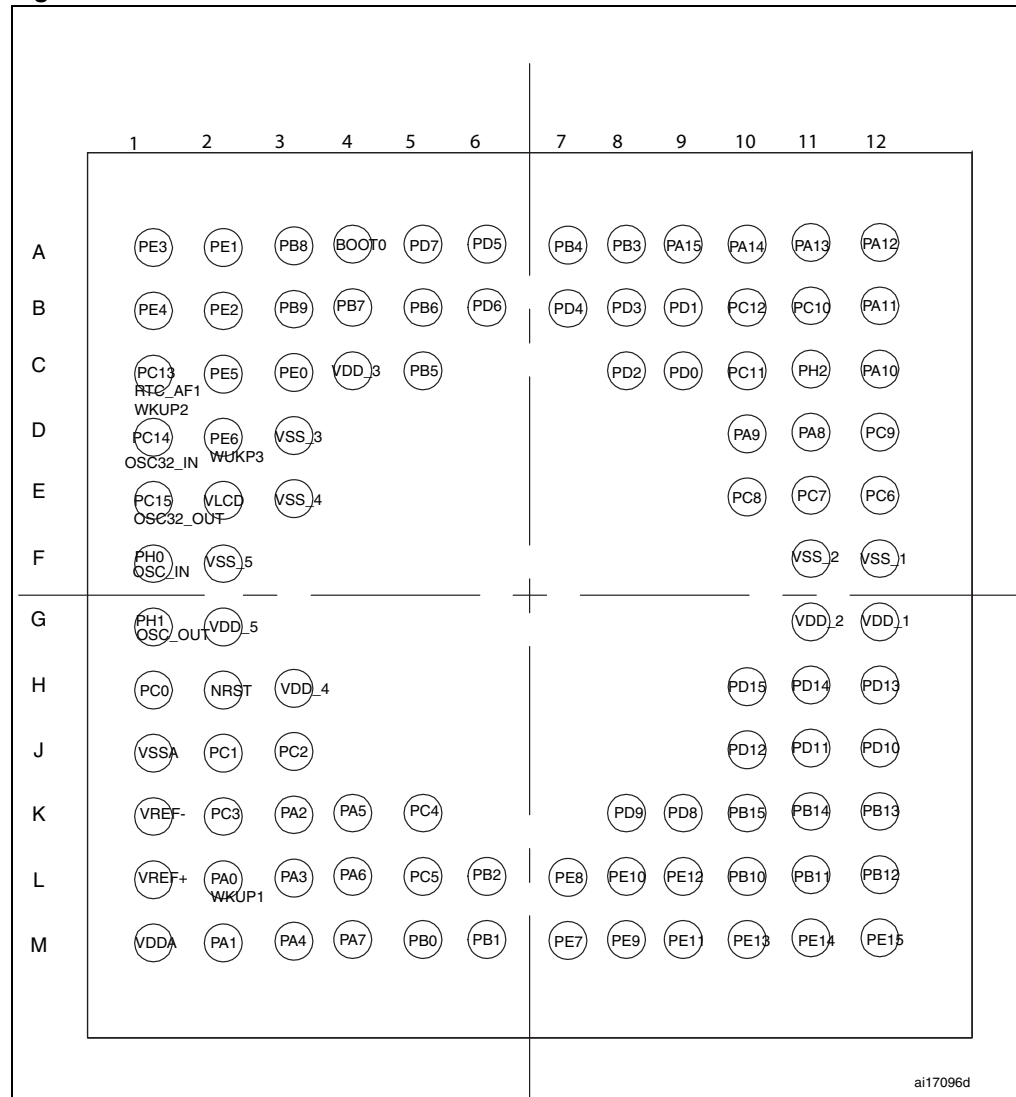 1 2 3 4 5 6 7 8 9 10 11 12
A PE3 PE1 PB8 BOOT0 PD7 PD5 PB4 PB3 PA15 PA14 PA13 PA12
B PE4 PE2 PB9 PB7 PB6 PD6 PD4 PD3 PD1 PC12 PC10 PA11
C PC13 PE5 PE0 VDD_3 PB5 PD2 PD0 PC11 PH2 PA10
RTC_AF1
WKUP2
D PC14 PE6 VSS_3 PA9 PA8 PC9
OSC32_IN WUKP3
E PC15 VLCD VSS_4 PC8 PC7 PC6
OSC32_OUT
F PH0 VSS_5 VSS_2 VSS_1
OSC_IN
G PH1 VDD_5 VDD_2 VDD_1
OSC_OUT
H PC0 NRST VDD_4 PD15 PD14 PD13
J VSSA PC1 PC2 PD12 PD11 PD10
K VREF- PC3 PA2 PA5 PC4 PD9 PD8 PB15 PB14 PB13
L VREF+ PA0 PA3 PA6 PC5 PB2 PE8 PE10 PE12 PB10 PB11 PB12
WKUP1
M VDDA PA1 PA4 PA7 PB0 PB1 PE7 PE9 PE11 PE13 PE14 PE15
ai17096d